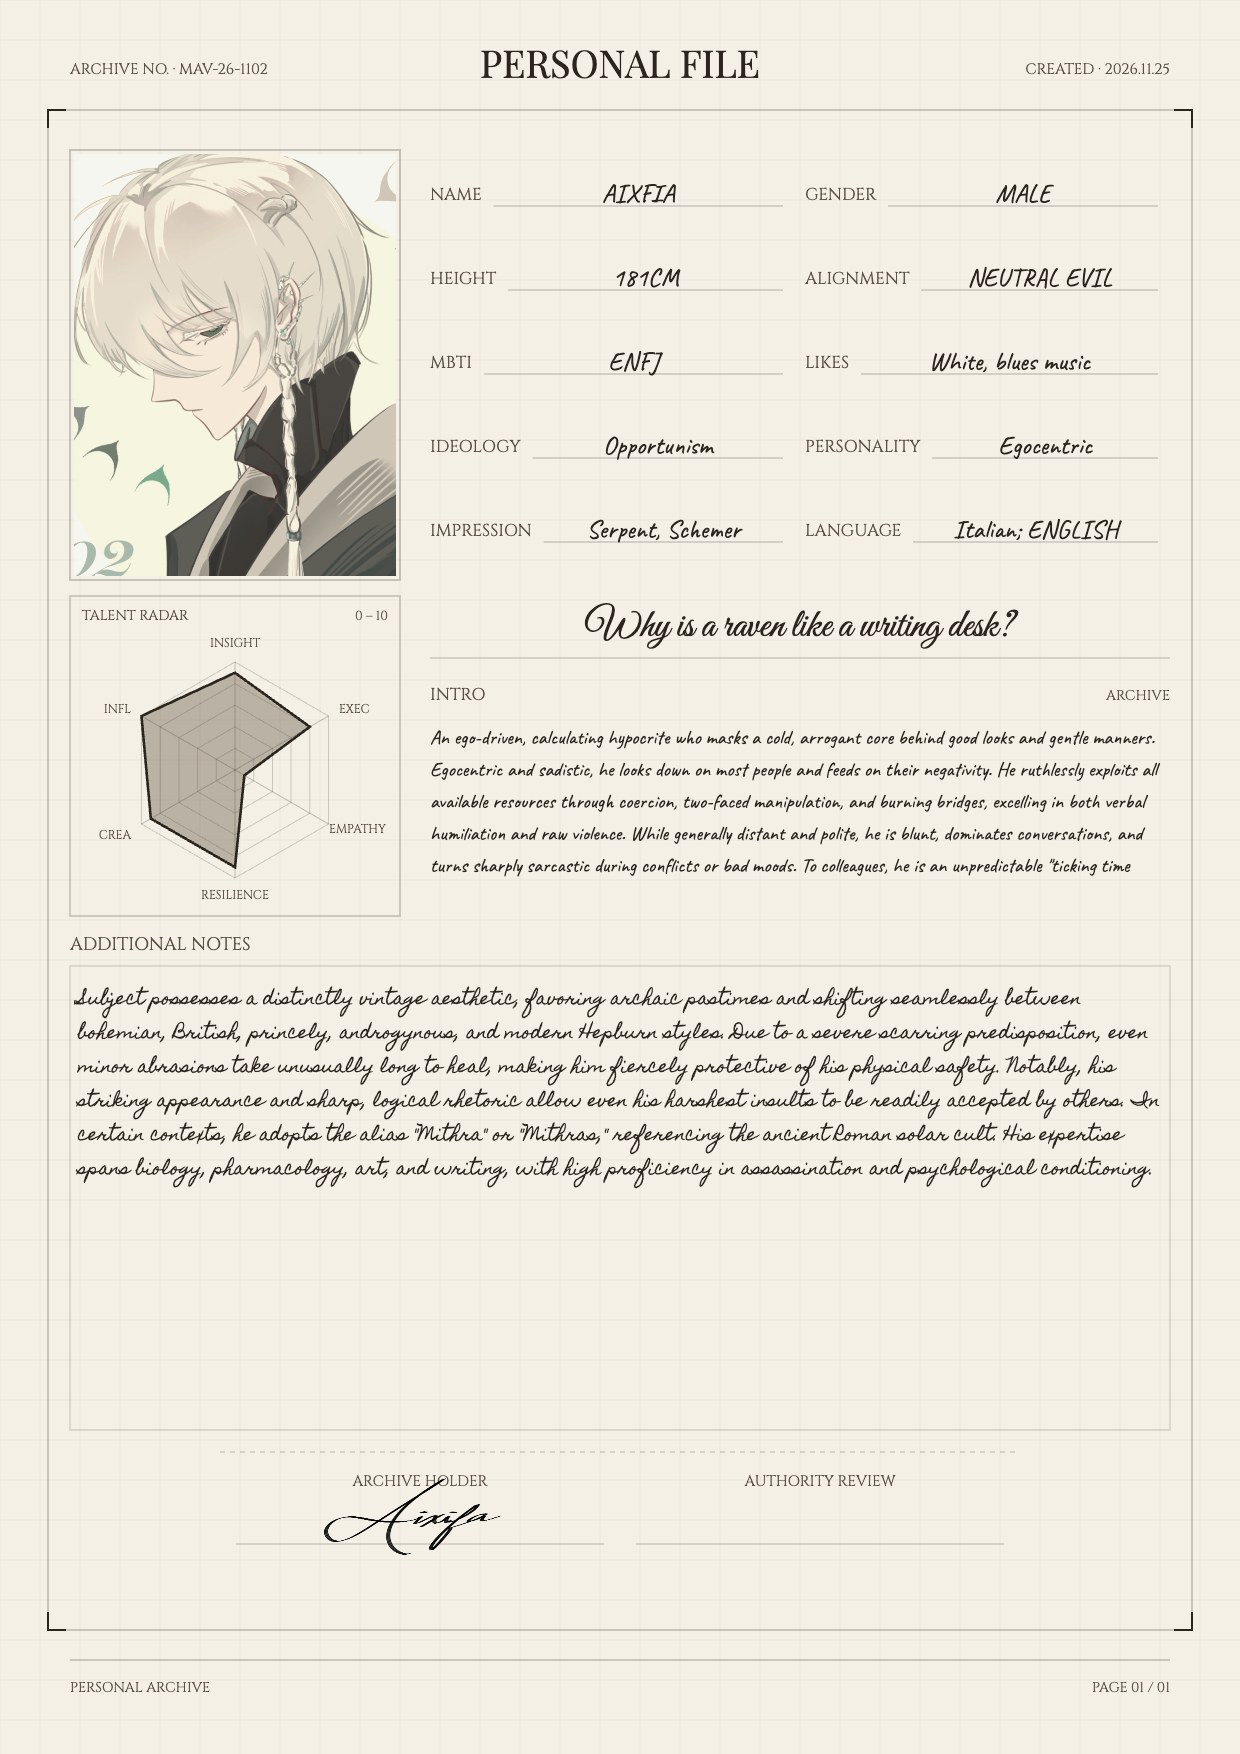 ARCHIVE NO. · MAV-26-1102
PERSONAL FILE
CREATED · 2026.11.25
NAME AIXFIA
GENDER MALE
HEIGHT 181CM
ALIGNMENT NEUTRAL EVIL
MBTI ENFJ
LIKES White, blues music
IDEOLOGY Opportunism
PERSONALITY Egocentric
IMPRESSION Serpent, Schemer
LANGUAGE Italian; ENGLISH
02
TALENT RADAR 0 – 10
INSIGHT
INFL
EXEC
CREA
EMPATHY
RESILIENCE
Why is a raven like a writing desk?
INTRO
ARCHIVE
An ego-driven, calculating hypocrite who masks a cold, arrogant core behind good looks and gentle manners.
Egocentric and sadistic, he looks down on most people and feeds on their negativity. He ruthlessly exploits all
available resources through coercion, two-faced manipulation, and burning bridges, excelling in both verbal
humiliation and raw violence. While generally distant and polite, he is blunt, dominates conversations, and
turns sharply sarcastic during conflicts or bad moods. To colleagues, he is an unpredictable "ticking time
ADDITIONAL NOTES
Subject possesses a distinctly vintage aesthetic, favoring archaic pastimes and shifting seamlessly between
bohemian, British, princely, androgynous, and modern Hepburn styles. Due to a severe scarring predisposition, even
minor abrasions take unusually long to heal, making him fiercely protective of his physical safety. Notably, his
striking appearance and sharp, logical rhetoric allow even his harshest insults to be readily accepted by others. In
certain contexts, he adopts the alias "Mithra" or "Mithras," referencing the ancient Roman solar cult. His expertise
spans biology, pharmacology, art, and writing, with high proficiency in assassination and psychological conditioning.
ARCHIVE HOLDER
AUTHORITY REVIEW
Aixifa
PERSONAL ARCHIVE
PAGE 01 / 01